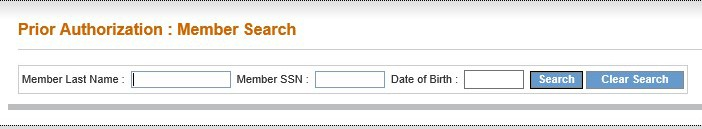 Prior Authorization : Member Search
Member Last Name : Member SSN : Date of Birth : Search Clear Search